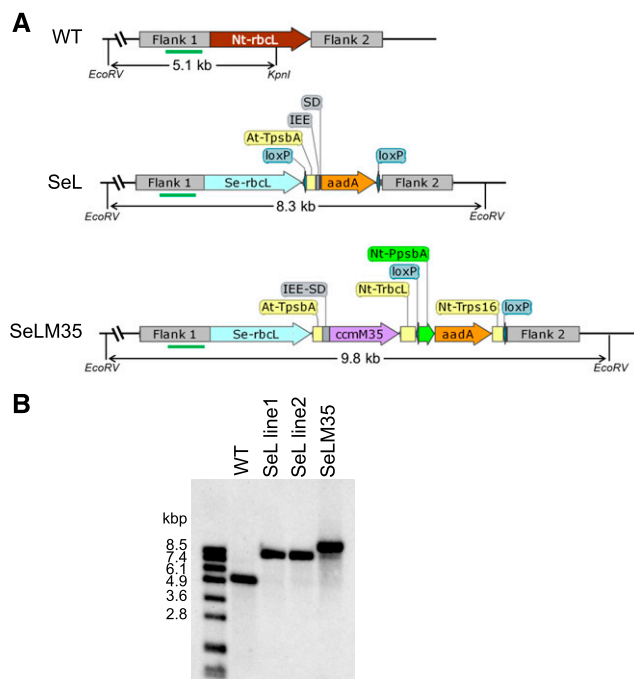 A
WT
Flank 1
Nt-rbcL
Flank 2
5.1 kb
EcoRV
KpnI
SD
IEE
At-TpsbA
loxP
loxP
SeL
Flank 1
Se-rbcL
aadA
Flank 2
8.3 kb
EcoRV
EcoRV
Nt-PpsbA
loxP
IEE-SD
Nt-TrbcL
At-TpsbA
Nt-Trps16
loxP
SeLM35
Flank 1
Se-rbcL
ccmM35
aadA
Flank 2
9.8 kb
EcoRV
EcoRV
B
WT
SeL line1
SeL line2
SeLM35
kbp
8.5
7.4
6.1
4.9
3.6
2.8